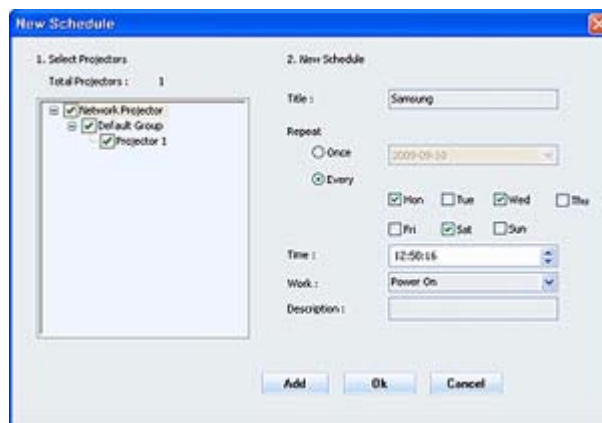 New Schedule
1. Select Projectors
Total Projectors : 1
Network Projector
Default Group
Projector 1
2. New Schedule
Title : Samsung
Repeat
Once 2009-09-10
Every
Mon Tue Wed Thu
Fri Sat Sun
Time : 12:50:16
Work : Power On
Description :
Add Ok Cancel